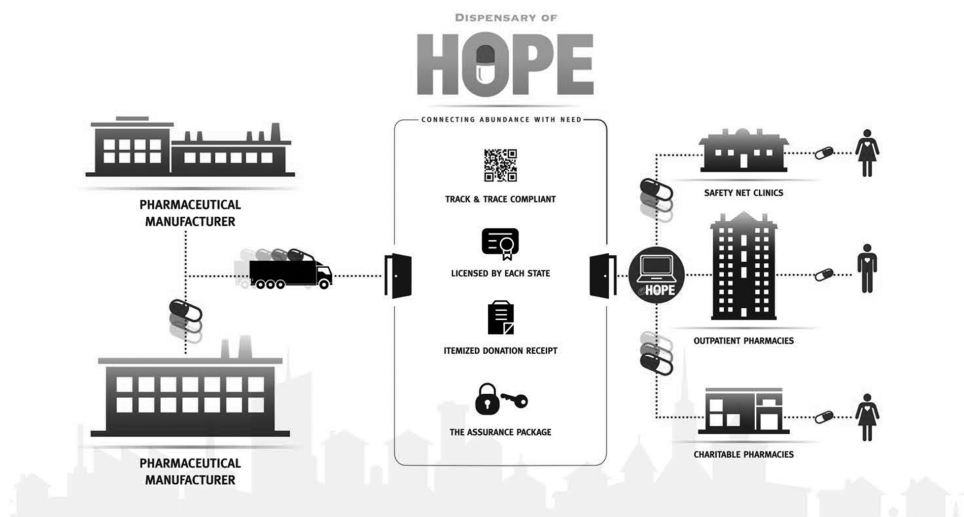 DISPENSARY OF
HOPE
CONNECTING ABUNDANCE WITH NEED
TRACK & TRACE COMPLIANT
LICENSED BY EACH STATE
ITEMIZED DONATION RECEIPT
THE ASSURANCE PACKAGE
PHARMACEUTICAL
MANUFACTURER
PHARMACEUTICAL
MANUFACTURER
HOPE
SAFETY NET CLINICS
OUTPATIENT PHARMACIES
CHARITABLE PHARMACIES